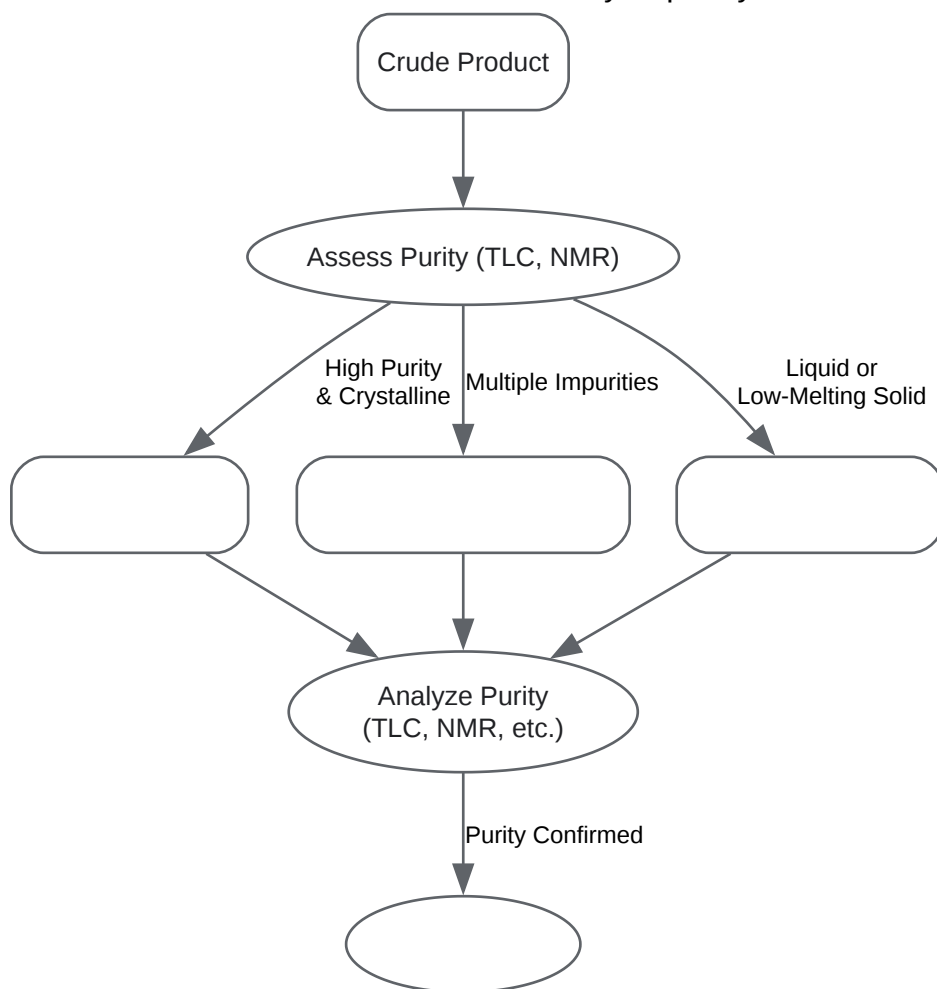 Crude Product
Assess Purity (TLC, NMR)
High Purity
& Crystalline
Multiple Impurities
Liquid or
Low-Melting Solid
Analyze Purity
(TLC, NMR, etc.)
Purity Confirmed